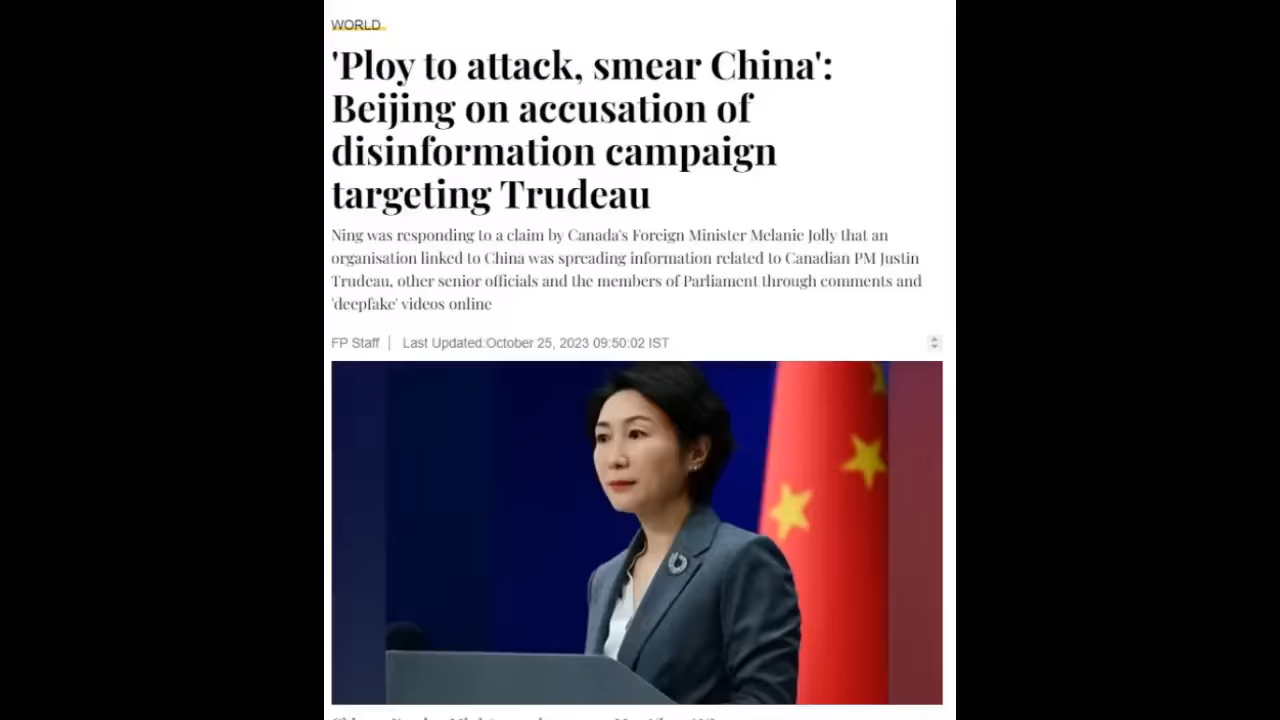 WORLD
'Ploy to attack, smear China':
Beijing on accusation of
disinformation campaign
targeting Trudeau
Ning was responding to a claim by Canada's Foreign Minister Melanie Jolly that an
organisation linked to China was spreading information related to Canadian PM Justin
Trudeau, other senior officials and the members of Parliament through comments and
'deepfake' videos online
FP Staff | Last Updated:October 25, 2023 09:50:02 IST